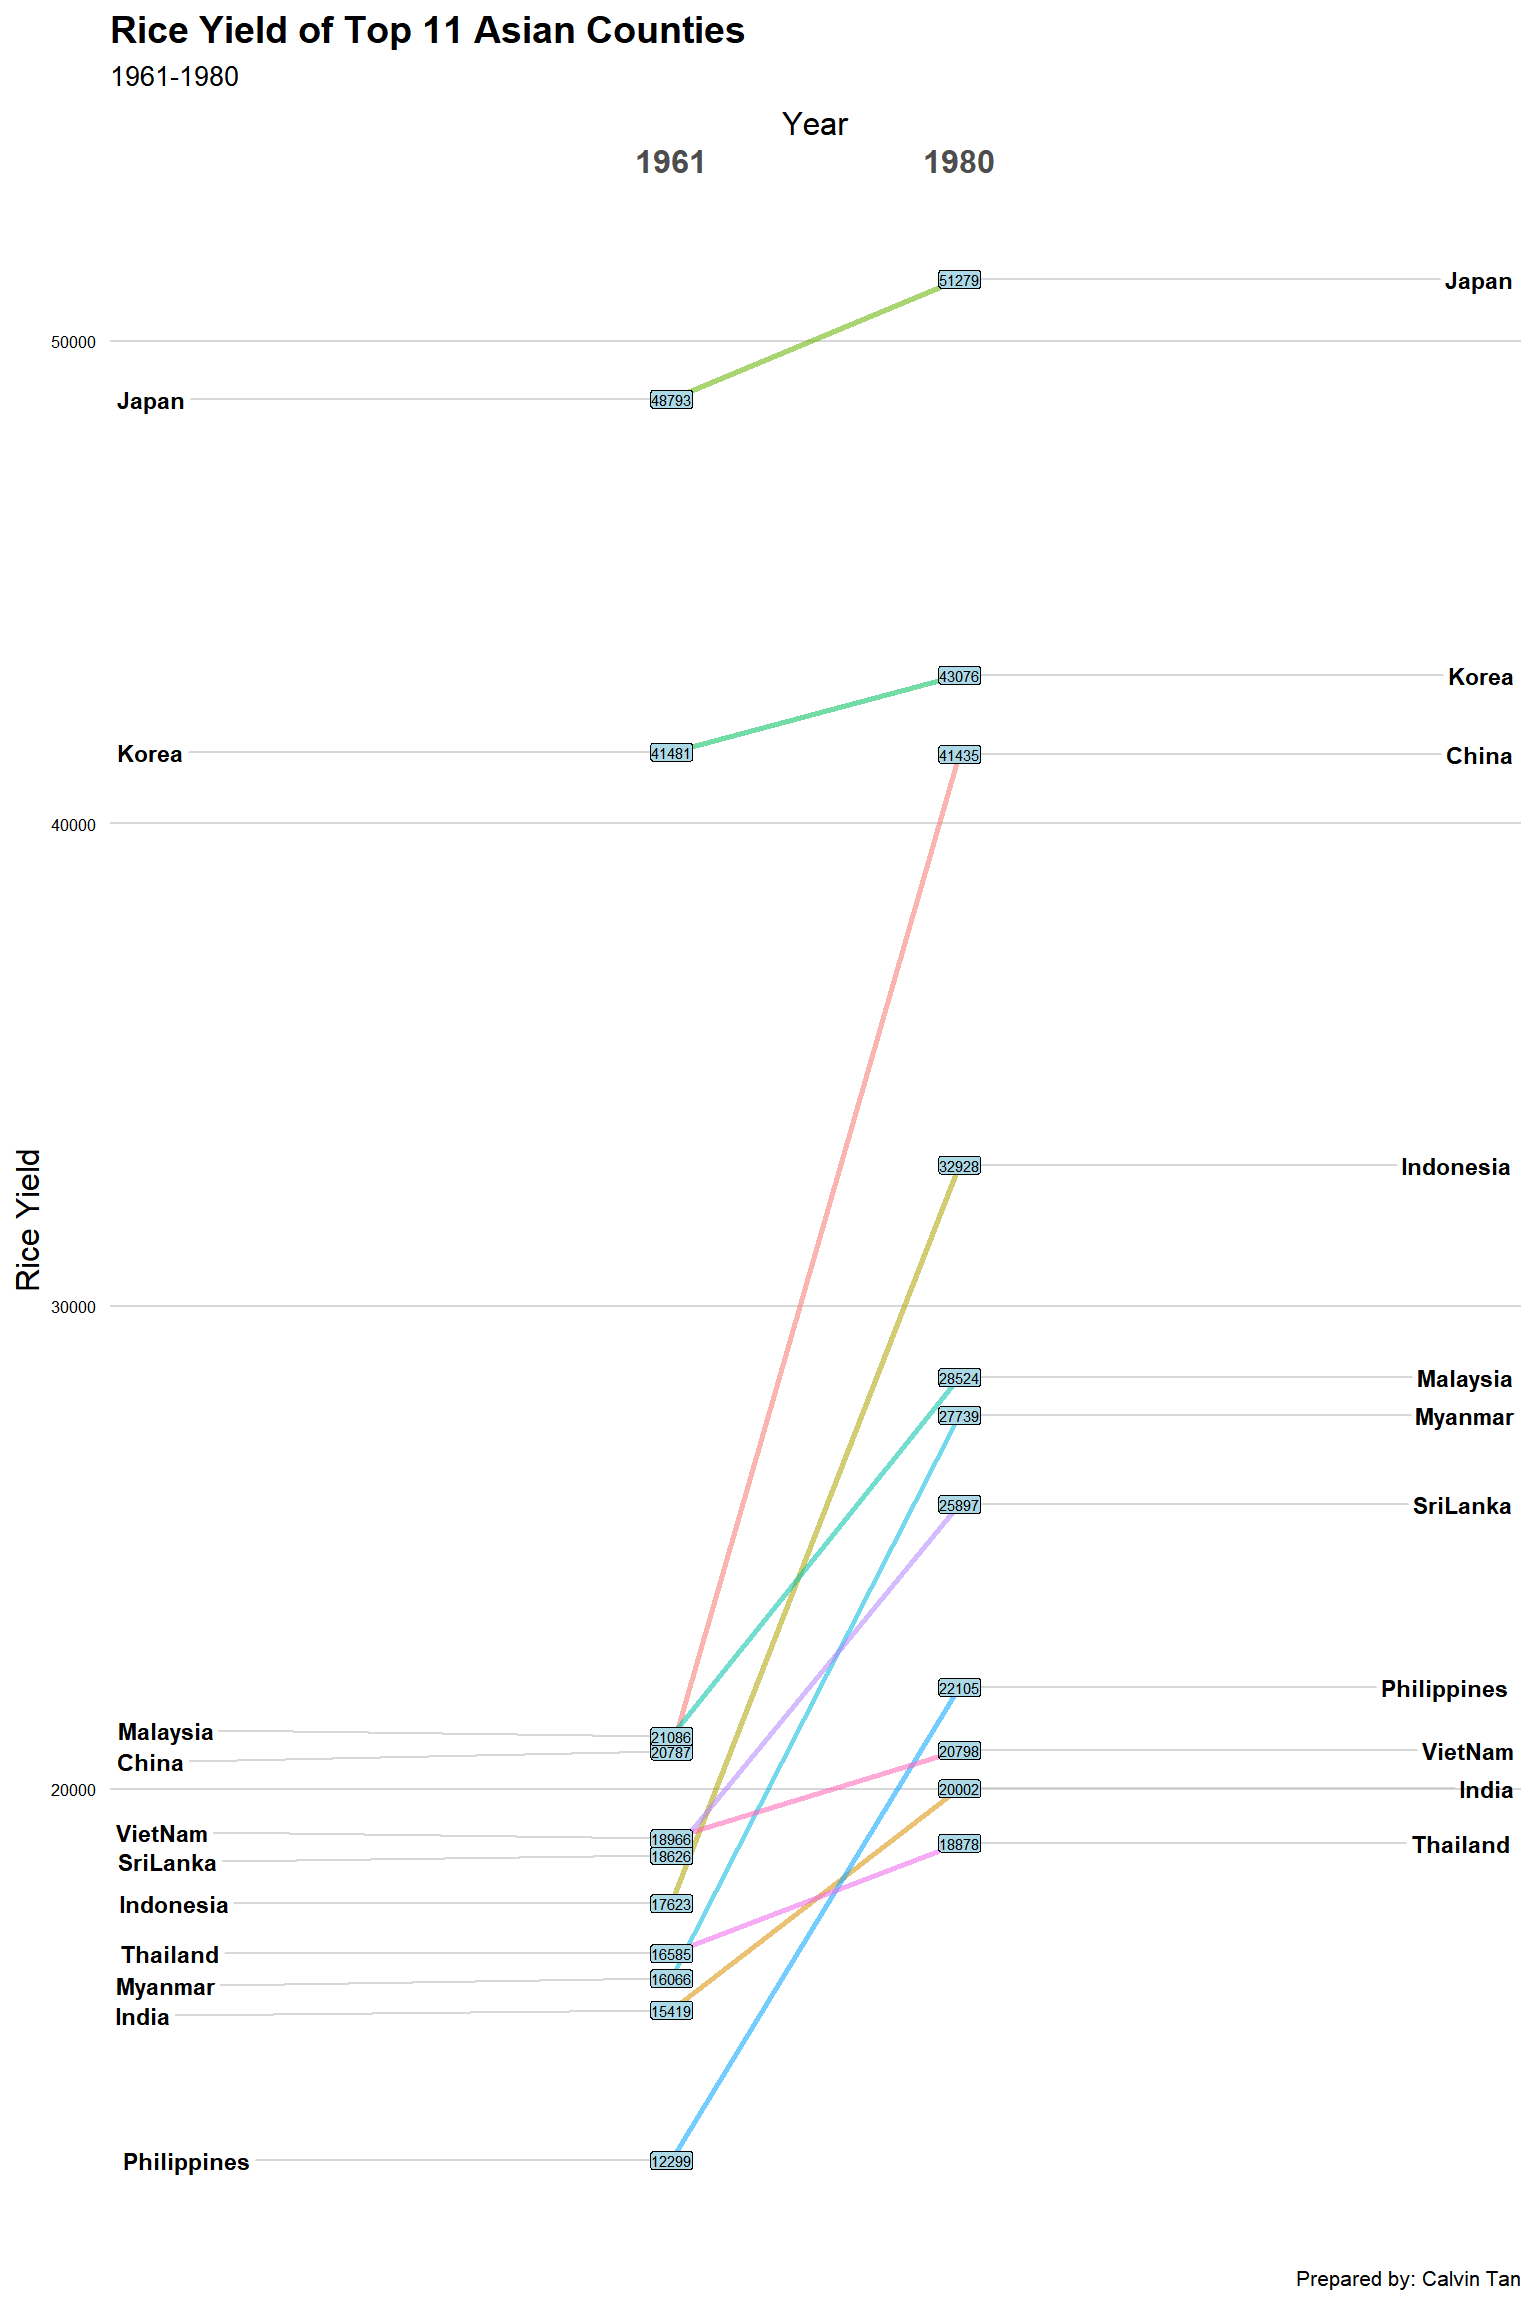 Rice Yield of Top 11 Asian Counties
1961-1980
Year
1961 1980
51279 Japan
50000
Japan 48793
43076 Korea
Korea 41481
41435 China
40000
32928 Indonesia
Rice Yield
30000
28524 Malaysia
27739 Myanmar
25897 SriLanka
22105 Philippines
Malaysia 21086
20798 VietNam
China 20787
20000
20002 India
VietNam 18966
18878 Thailand
SriLanka 18626
Indonesia 17623
Thailand 16585
Myanmar 16066
India 15419
Philippines 12299
Prepared by: Calvin Tan